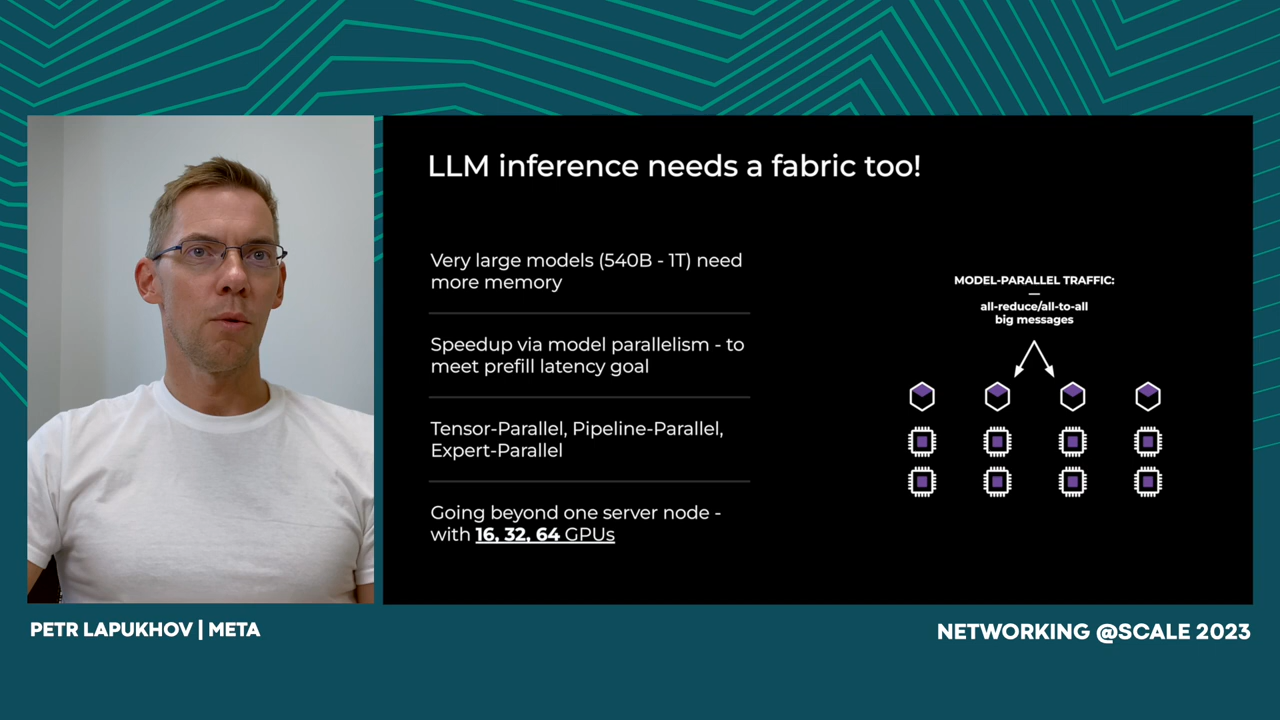 LLM inference needs a fabric too!
Very large models (540B - 1T) need
more memory
Speedup via model parallelism - to
meet prefill latency goal
Tensor-Parallel, Pipeline-Parallel,
Expert-Parallel
Going beyond one server node -
with 16, 32, 64 GPUs
MODEL-PARALLEL TRAFFIC:
—
all-reduce/all-to-all
big messages
PETR LAPUKHOV | META
NETWORKING @SCALE 2023